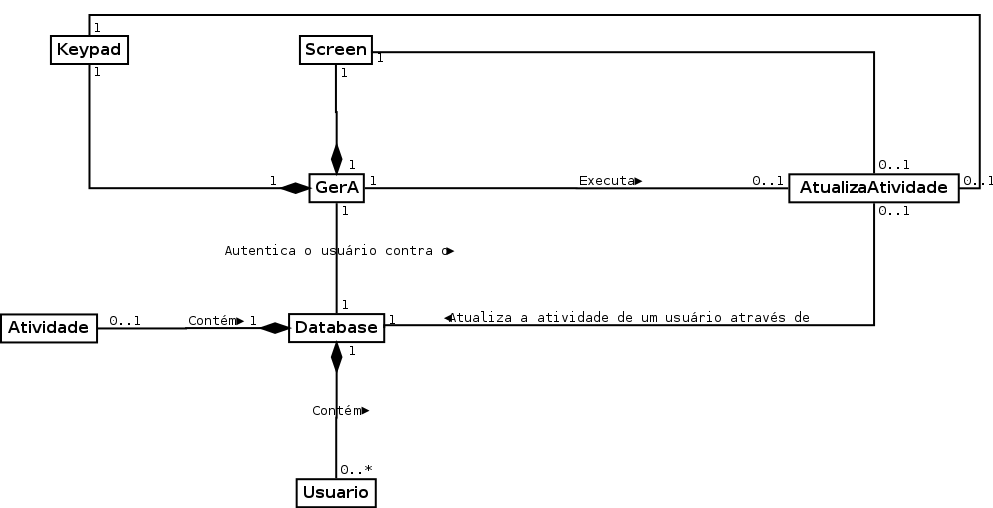 1
Keypad
Screen
1
1
1
1
0..1
1
GerA
1
Executa
0..1
AtualizaAtividade
0..1
1
0..1
Autentica o usuário contra o
1
Atividade
0..1
Contém
1
Database
1
Atualiza a atividade de um usuário através de
1
Contém
0..*
Usuario